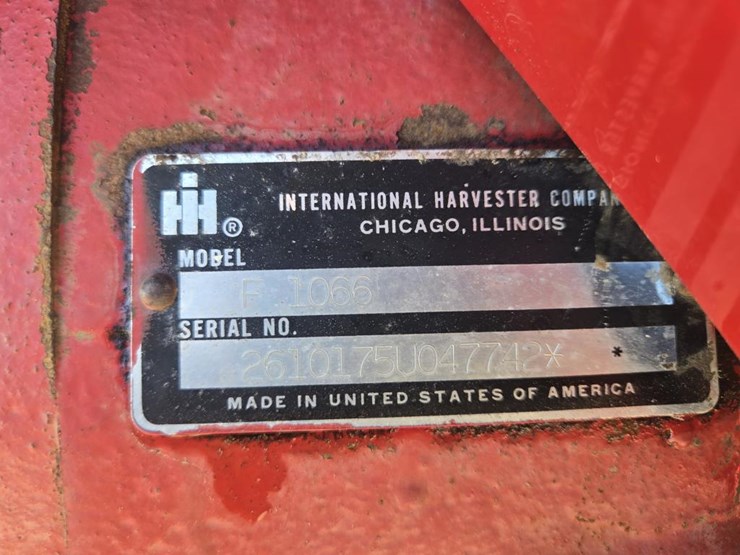 IH®
INTERNATIONAL HARVESTER COMPAN
CHICAGO, ILLINOIS
MODEL
F 1066
SERIAL NO.
2610175U047742* *
MADE IN UNITED STATES OF AMERICA